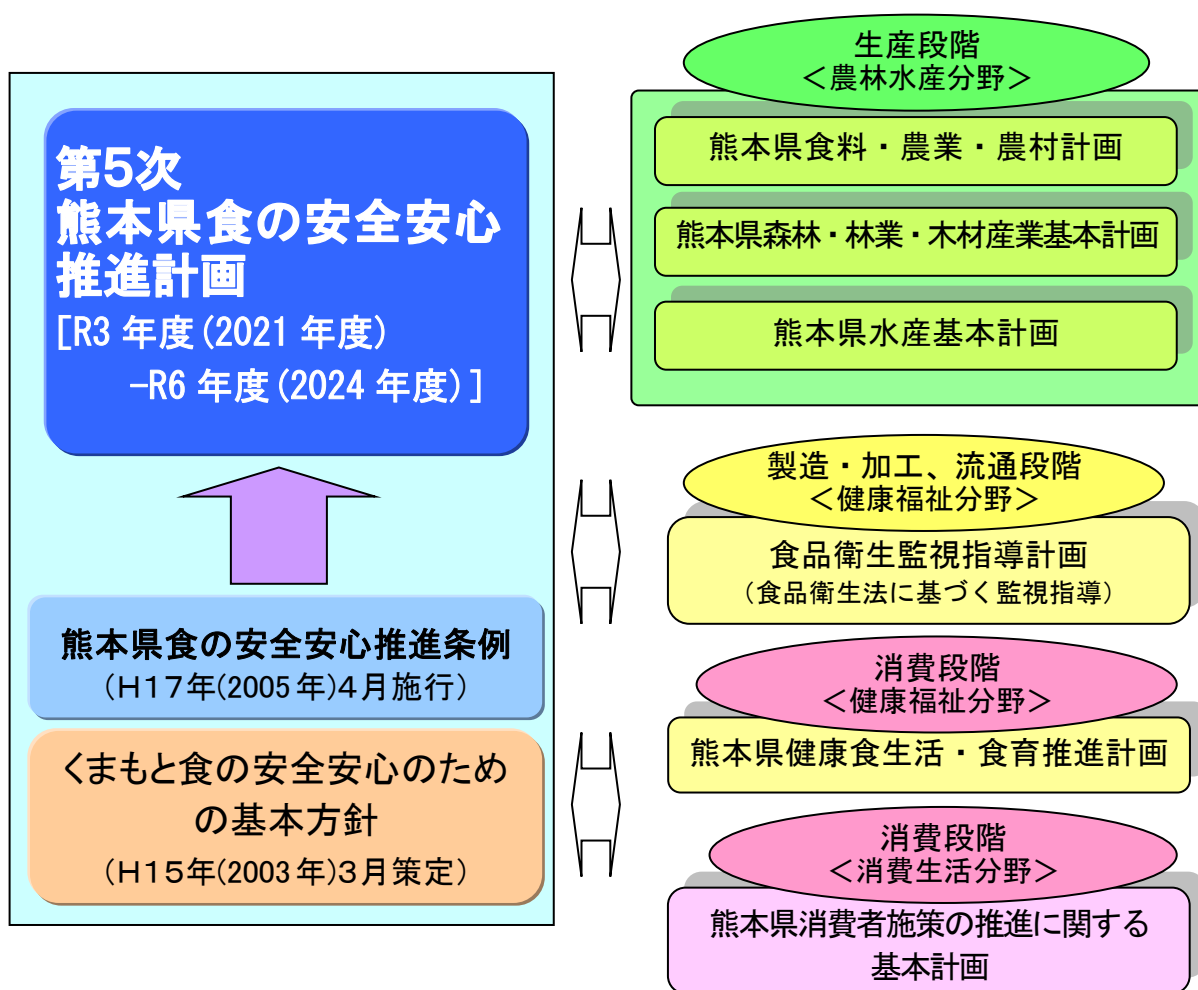 第5次
熊本県食の安全安心
推進計画
[R3 年度(2021 年度)
-R6 年度(2024 年度)]
熊本県食の安全安心推進条例
(H17年(2005年)4月施行)
くまもと食の安全安心のため
の基本方針
(H15年(2003年)3月策定)
生産段階
<農林水産分野>
熊本県食料・農業・農村計画
熊本県森林・林業・木材産業基本計画
熊本県水産基本計画
製造・加工、流通段階
<健康福祉分野>
食品衛生監視指導計画
(食品衛生法に基づく監視指導)
消費段階
<健康福祉分野>
熊本県健康食生活・食育推進計画
消費段階
<消費生活分野>
熊本県消費者施策の推進に関する
基本計画